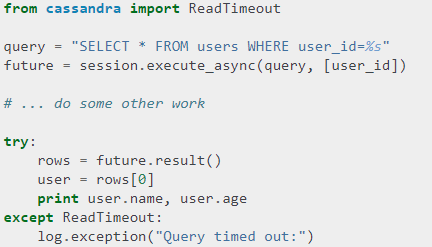 from cassandra import ReadTimeout
query = "SELECT * FROM users WHERE user_id=%s"
future = session.execute_async(query, [user_id])
# ... do some other work
try:
    rows = future.result()
    user = rows[0]
    print user.name, user.age
except ReadTimeout:
    log.exception("Query timed out:")